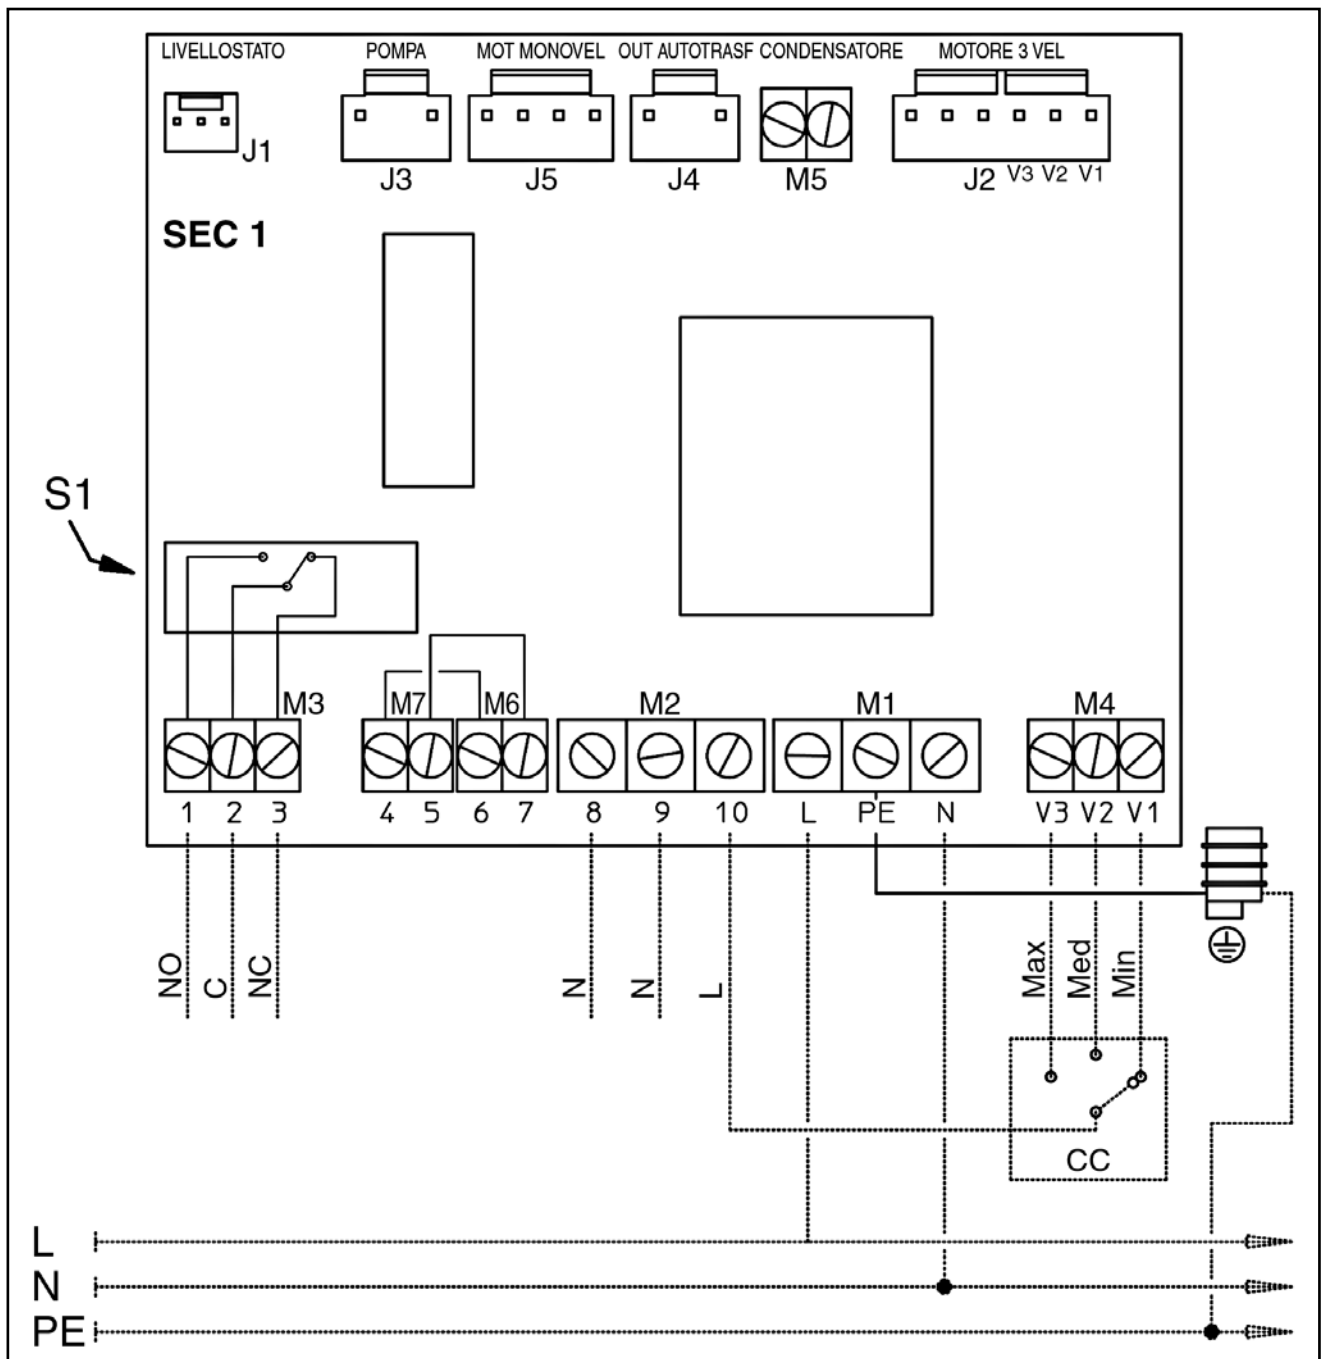 LIVELLOSTATO POMPA MOT MONOVEL OUT AUTOTRASF CONDENSATORE MOTORE 3 VEL
J1 J3 J5 J4 M5 J2 V3 V2 V1
SEC 1
S1
M3 M7 M6 M2 M1 M4
1 2 3 4 5 6 7 8 9 10 L PE N V3 V2 V1
NO C NC N N L Max Med Min
CC
L
N
PE